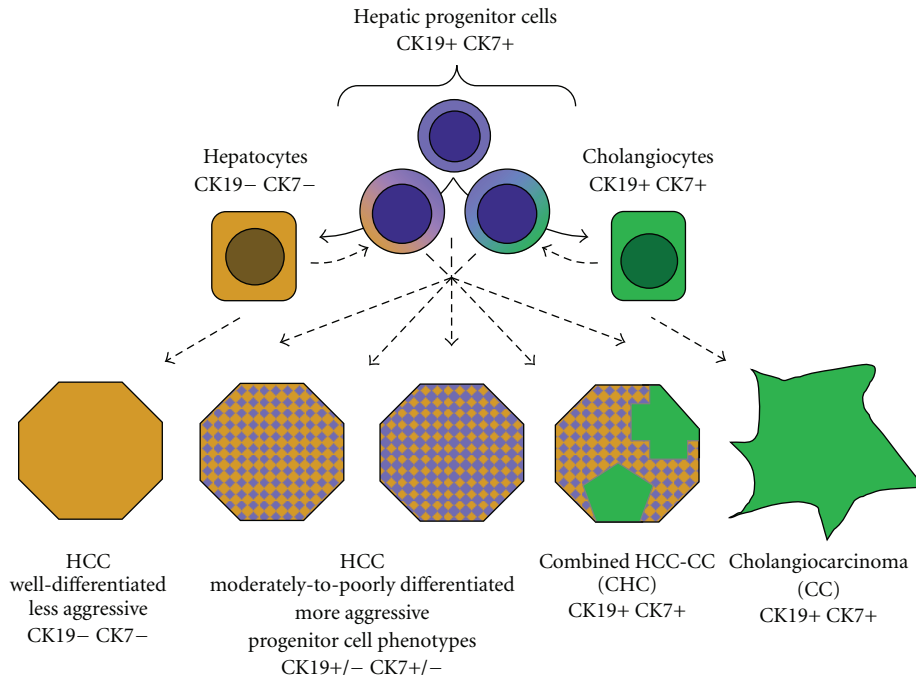 Hepatic progenitor cells
CK19+ CK7+
Hepatocytes
CK19− CK7−
Cholangiocytes
CK19+ CK7+
HCC
well-differentiated
less aggressive
CK19− CK7−
HCC
moderately-to-poorly differentiated
more aggressive
progenitor cell phenotypes
CK19+/− CK7+/−
Combined HCC-CC
(CHC)
CK19+ CK7+
Cholangiocarcinoma
(CC)
CK19+ CK7+